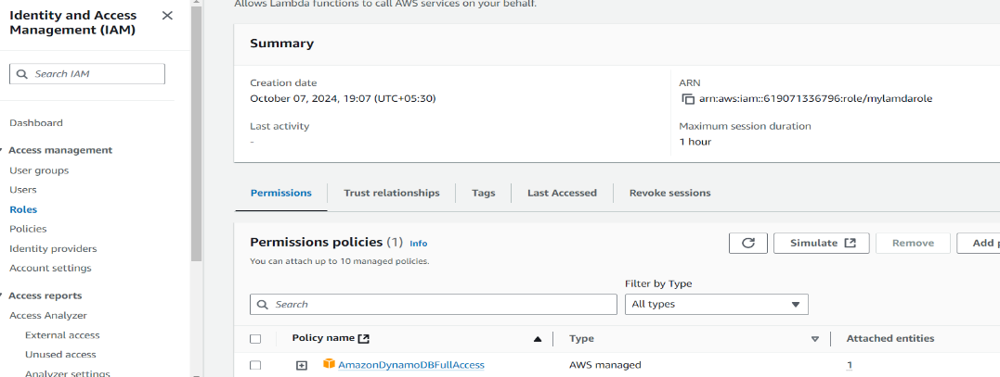 Identity and Access
Management (IAM)
Search IAM
Dashboard
Access management
User groups
Users
Roles
Policies
Identity providers
Account settings
Access reports
Access Analyzer
External access
Unused access
Analyzer settings
Allows Lambda functions to call AWS services on your behalf.
Summary
Creation date
October 07, 2024, 19:07 (UTC+05:30)
Last activity
-
ARN
arn:aws:iam::619071336796:role/mylamdarole
Maximum session duration
1 hour
Permissions Trust relationships Tags Last Accessed Revoke sessions
Permissions policies (1) Info
You can attach up to 10 managed policies.
Simulate Remove Add
Filter by Type
Search All types
Policy name Type Attached entities
AmazonDynamoDBFullAccess AWS managed 1